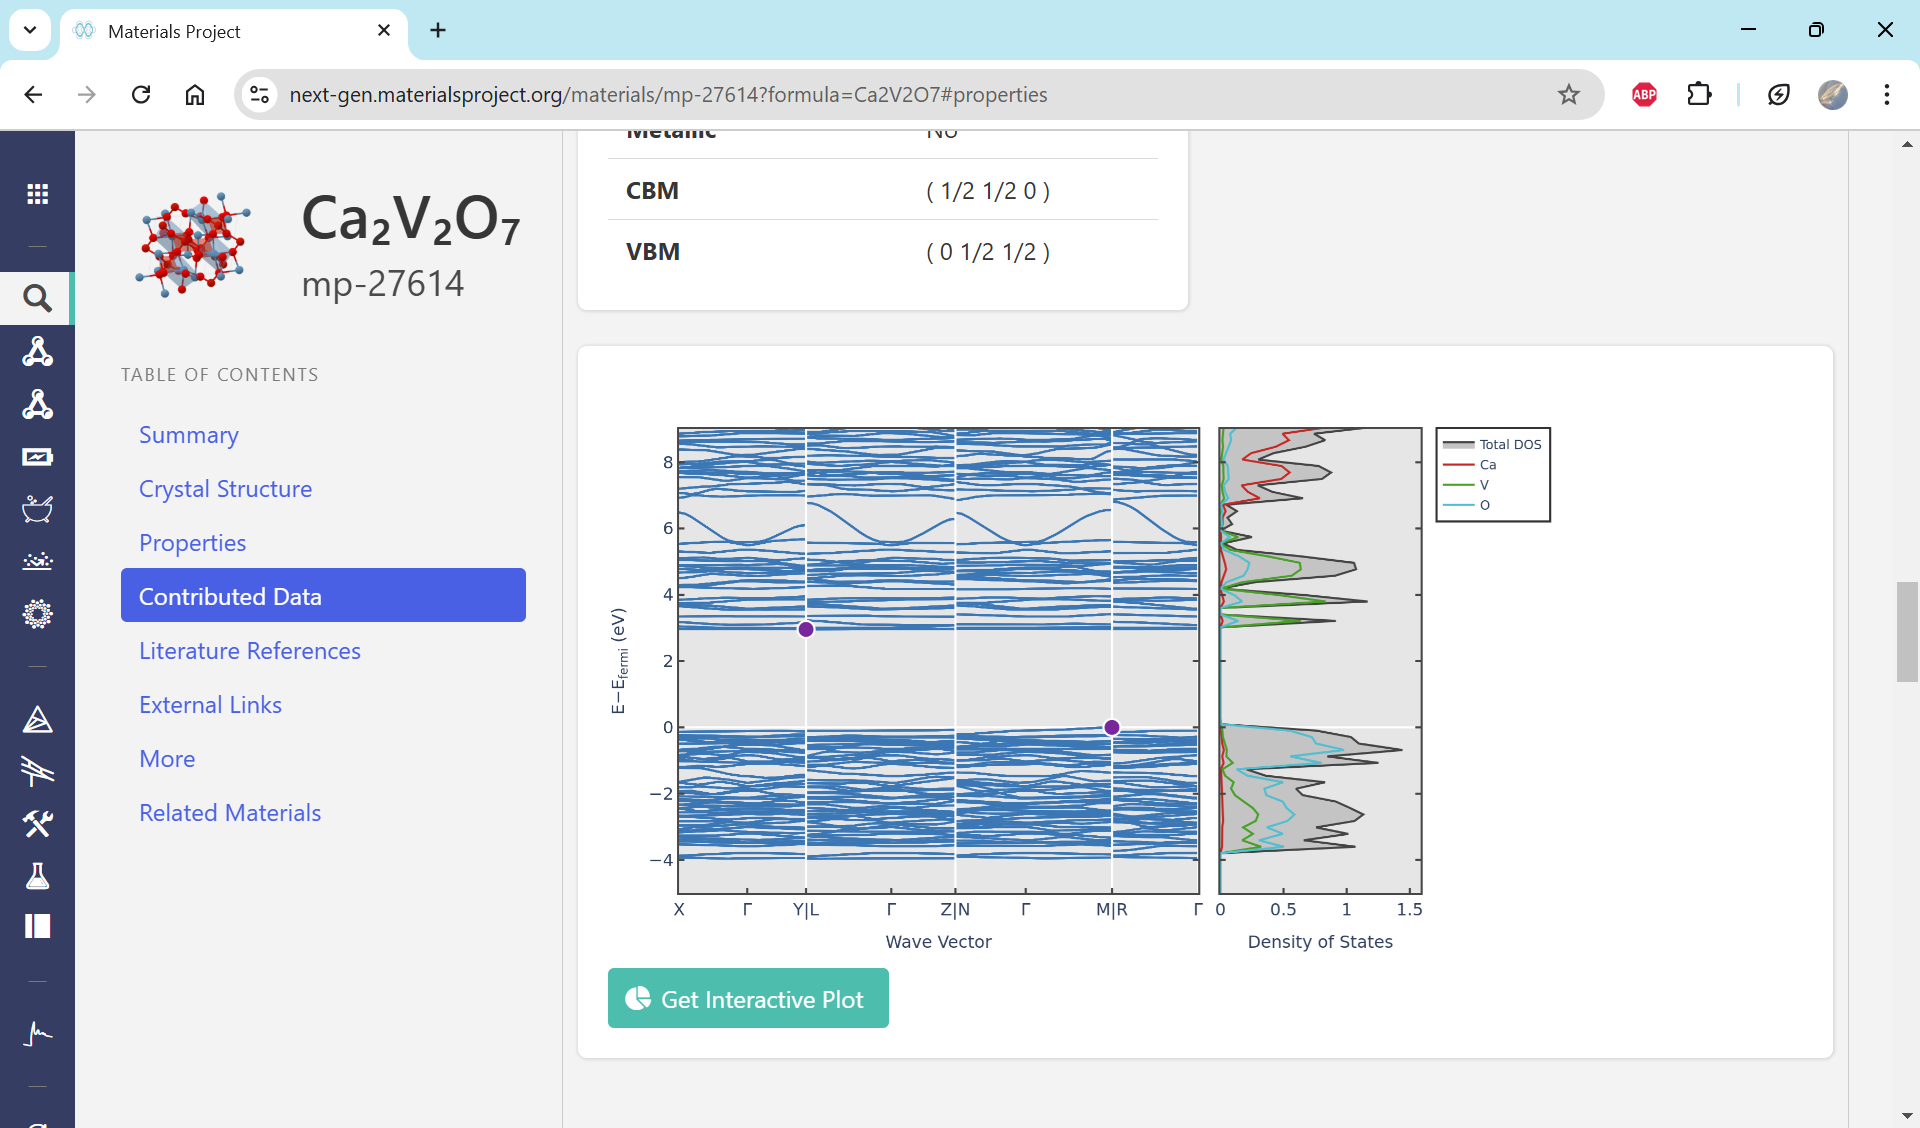 Materials Project
next-gen.materialsproject.org/materials/mp-27614?formula=Ca2V2O7#properties
ABP
Metallic No
CBM ( 1/2 1/2 0 )
VBM ( 0 1/2 1/2 )
Ca₂V₂O₇
mp-27614
TABLE OF CONTENTS
Summary
Crystal Structure
Properties
Contributed Data
Literature References
External Links
More
Related Materials
8
6
4
2
0
−2
−4
E−Efermi (eV)
X Γ Y|L Γ Z|N Γ M|R Γ
Wave Vector
0 0.5 1 1.5
Density of States
Total DOS
Ca
V
O
Get Interactive Plot